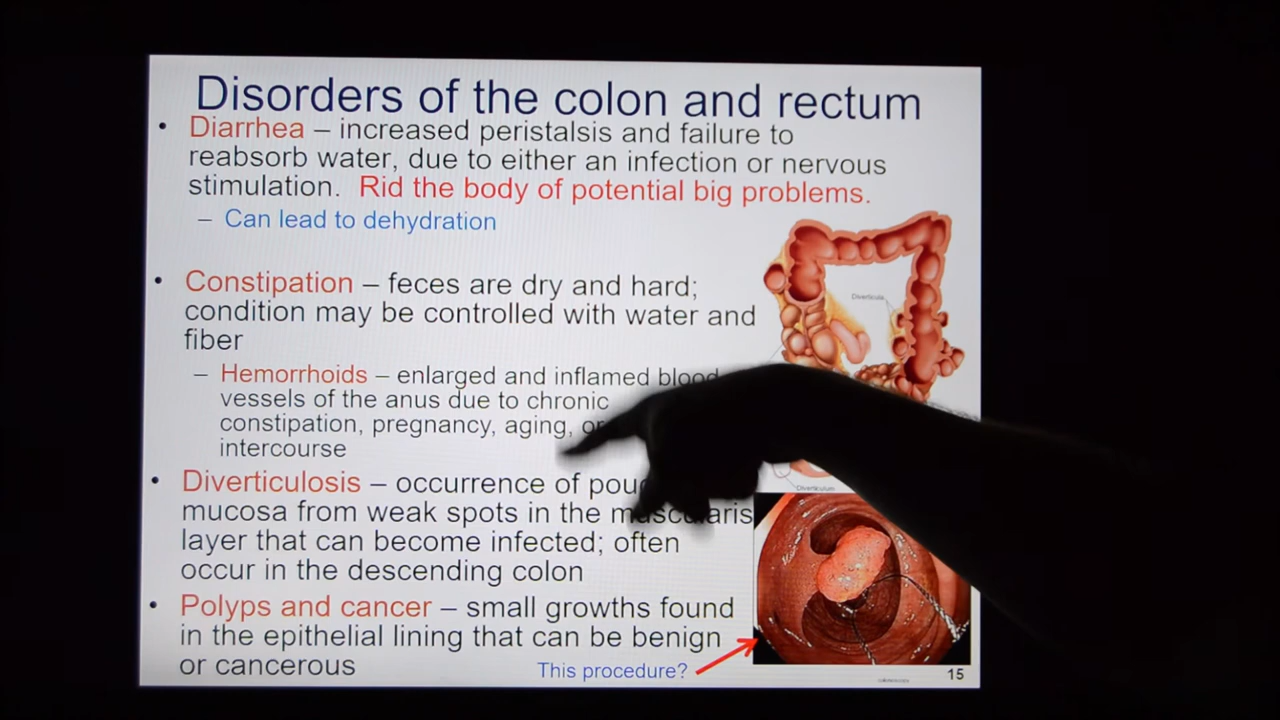 Disorders of the colon and rectum
• Diarrhea – increased peristalsis and failure to
reabsorb water, due to either an infection or nervous
stimulation. Rid the body of potential big problems.
– Can lead to dehydration
• Constipation – feces are dry and hard;
condition may be controlled with water and
fiber
– Hemorrhoids – enlarged and inflamed blood
vessels of the anus due to chronic
constipation, pregnancy, aging, or
intercourse
• Diverticulosis – occurrence of
mucosa from weak spots in the muscularis
layer that can become infected; often
occur in the descending colon
• Polyps and cancer – small growths found
in the epithelial lining that can be benign
or cancerous
This procedure?
Diverticula
Diverticulum
15